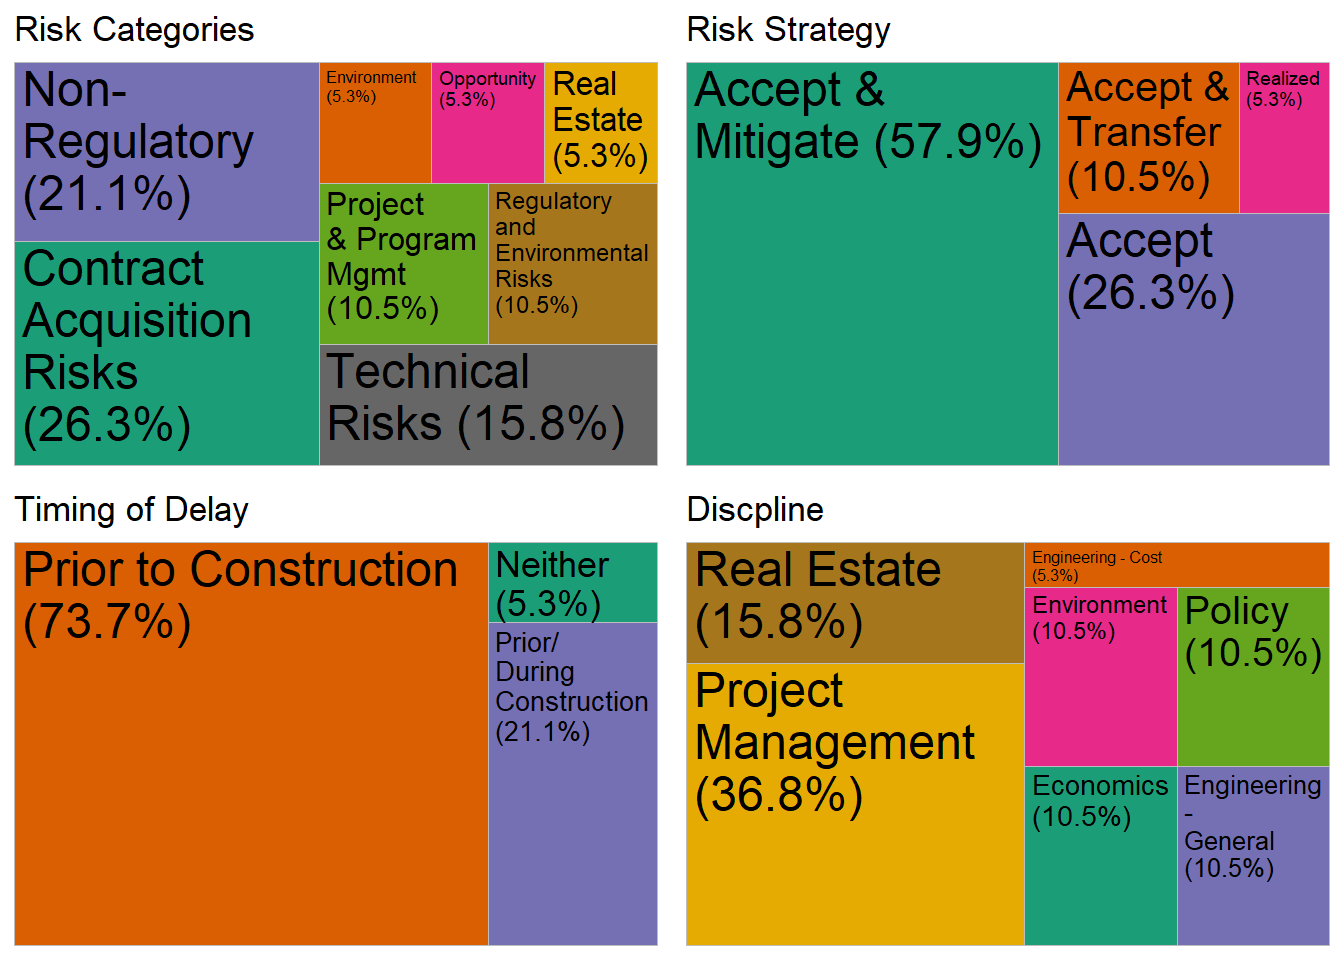 Risk Categories
Non-
Regulatory
(21.1%)
Environment
(5.3%)
Opportunity
(5.3%)
Real
Estate
(5.3%)
Project
& Program
Mgmt
(10.5%)
Regulatory
and
Environmental
Risks
(10.5%)
Contract
Acquisition
Risks
(26.3%)
Technical
Risks (15.8%)
Risk Strategy
Accept &
Mitigate (57.9%)
Accept &
Transfer
(10.5%)
Realized
(5.3%)
Accept
(26.3%)
Timing of Delay
Prior to Construction
(73.7%)
Neither
(5.3%)
Prior/
During
Construction
(21.1%)
Discpline
Real Estate
(15.8%)
Engineering - Cost
(5.3%)
Environment
(10.5%)
Policy
(10.5%)
Project
Management
(36.8%)
Economics
(10.5%)
Engineering
-
General
(10.5%)